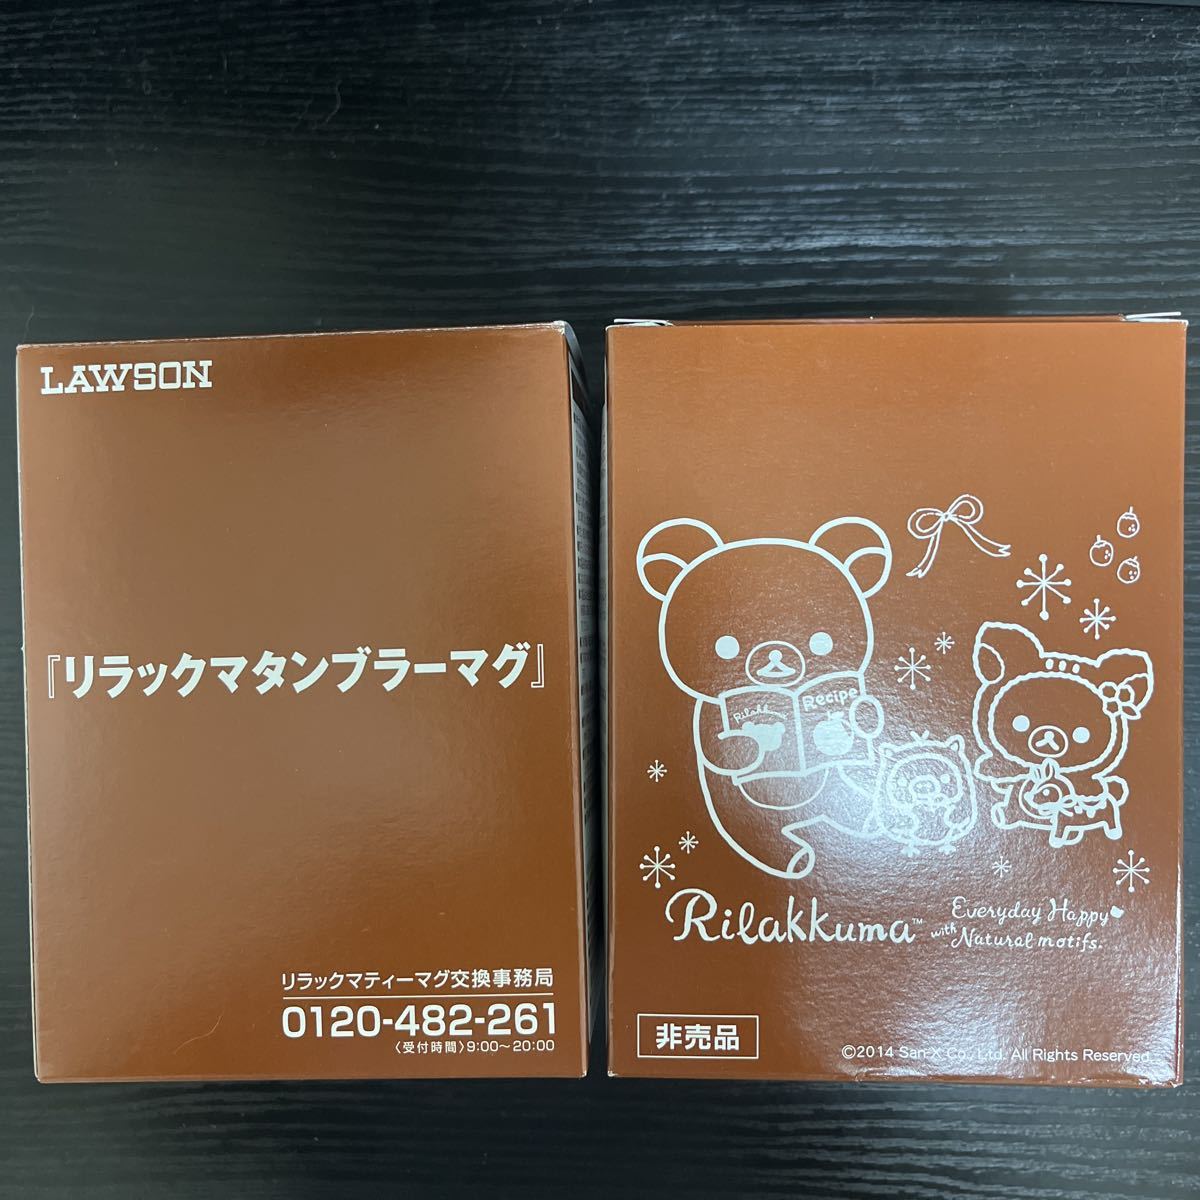 LAWSON
『リラックマタンブラーマグ』
リラックマティーマグ交換事務局
0120-482-261
〈受付時間〉9:00〜20:00
Rilakkuma
Recipe
Rilakkuma™ Everyday Happy
with Natural motifs.
非売品
©2014 San-X Co., Ltd. All Rights Reserved.